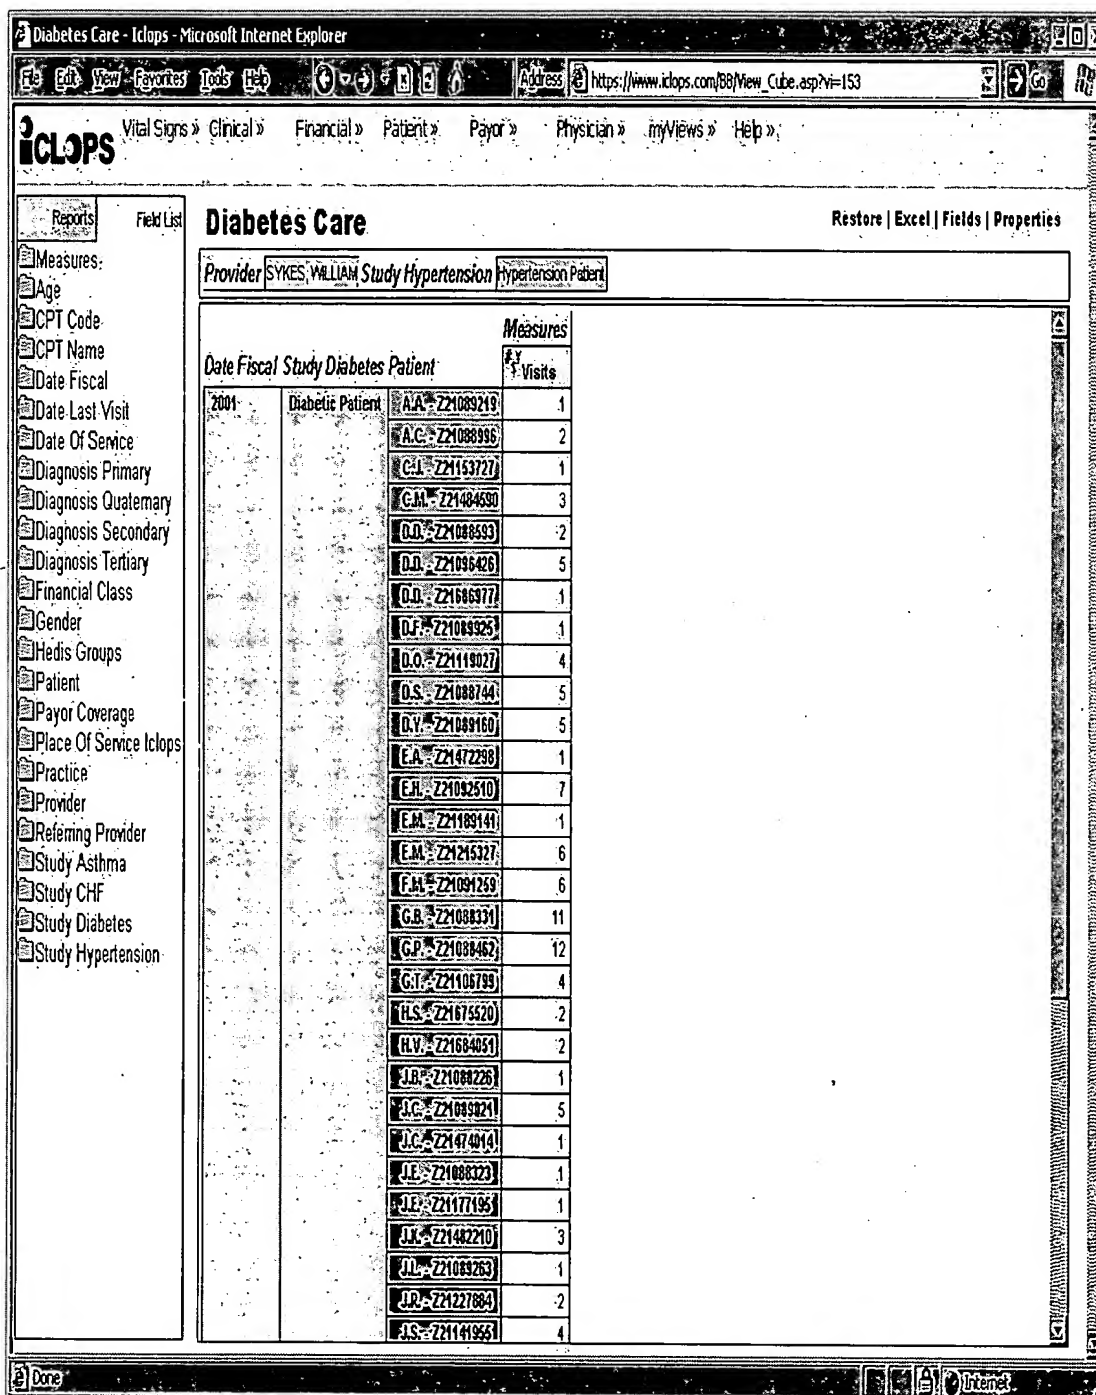 Diabetes Care - Iclops - Microsoft Internet Explorer
File Edit View Favorites Tools Help Address https://www.iclops.com/BB/View_Cube.asp?vi=153 Go
ICLOPS Vital Signs » Clinical » Financial » Patient » Payor » Physician » myViews » Help »
Reports Field List Diabetes Care Restore | Excel | Fields | Properties
Measures
Age
CPT Code
CPT Name
Date Fiscal
Date Last Visit
Date Of Service
Diagnosis Primary
Diagnosis Quaternary
Diagnosis Secondary
Diagnosis Tertiary
Financial Class
Gender
Hedis Groups
Patient
Payor Coverage
Place Of Service Iclops
Practice
Provider
Referring Provider
Study Asthma
Study CHF
Study Diabetes
Study Hypertension
Provider SYKES, WILLIAM Study Hypertension Hypertension Patient
Measures
Date Fiscal Study Diabetes Patient # Visits
2001 Diabetic Patient A.A. - Z21089219 1
A.C. - Z21088996 2
C.J. - Z21153727 1
C.M. - Z21484590 3
D.D. - Z21088593 2
D.D. - Z21096426 5
D.D. - Z21686977 1
D.F. - Z21089925 1
D.O. - Z21119027 4
D.S. - Z21088744 5
D.Y. - Z21089160 5
E.A. - Z21472298 1
E.H. - Z21092510 7
E.M. - Z21189141 1
E.M. - Z21215327 6
F.M. - Z21091259 6
G.B. - Z21088331 11
G.P. - Z21088462 12
G.T. - Z21106799 4
H.S. - Z21675520 2
H.V. - Z21684051 2
J.B. - Z21088226 1
J.C. - Z21089821 5
J.C. - Z21474014 1
J.E. - Z21088323 1
J.E. - Z21177195 1
J.K. - Z21482210 3
J.L. - Z21089263 1
J.R. - Z21227884 2
J.S. - Z21141955 4
Done Internet